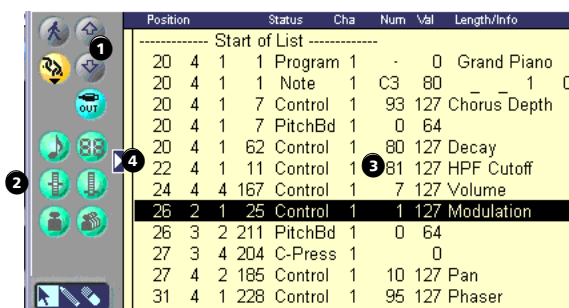 Position Status Cha Num Val Length/Info
------------- Start of List -------------
20 4 1 1 Program 1 - 0 Grand Piano
20 4 1 1 Note 1 C3 80 _ _ 1 0
20 4 1 7 Control 1 93 127 Chorus Depth
20 4 1 7 PitchBd 1 0 64
20 4 1 62 Control 1 80 127 Decay
22 4 1 11 Control 1 81 127 HPF Cutoff
24 4 4 167 Control 1 7 127 Volume
26 2 1 25 Control 1 1 127 Modulation
26 3 2 211 PitchBd 1 0 64
27 3 4 204 C-Press 1 0
27 4 2 185 Control 1 10 127 Pan
31 4 1 228 Control 1 95 127 Phaser
1
OUT
88
4
2
3